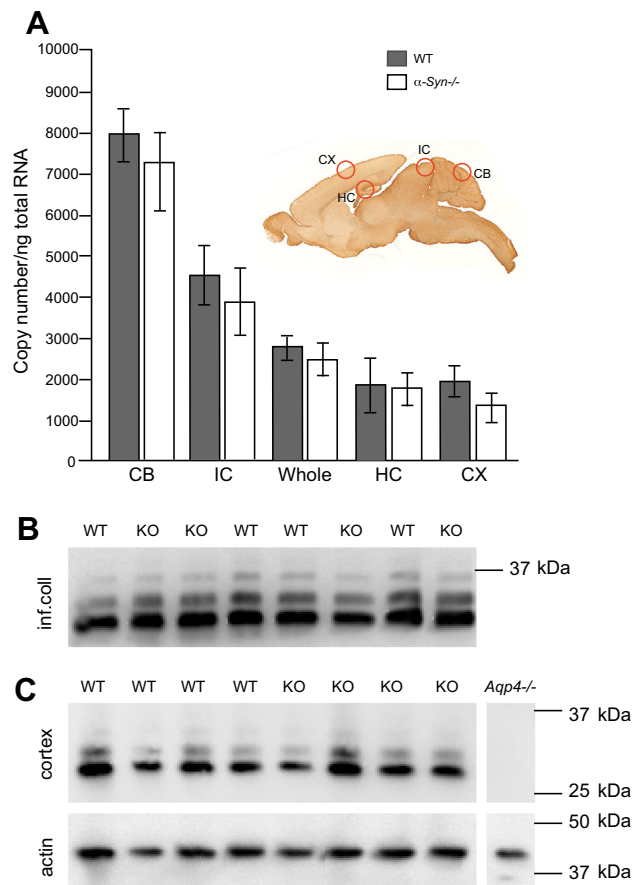 A
WT
α-Syn-/-
10000
9000
8000
7000
6000
5000
4000
3000
2000
1000
0
Copy number/ng total RNA
CX
HC
IC
CB
CB IC Whole HC CX
B
WT KO KO WT WT KO WT KO
inf.coll
37 kDa
C
WT WT WT WT KO KO KO KO Aqp4-/-
cortex
37 kDa
25 kDa
actin
50 kDa
37 kDa